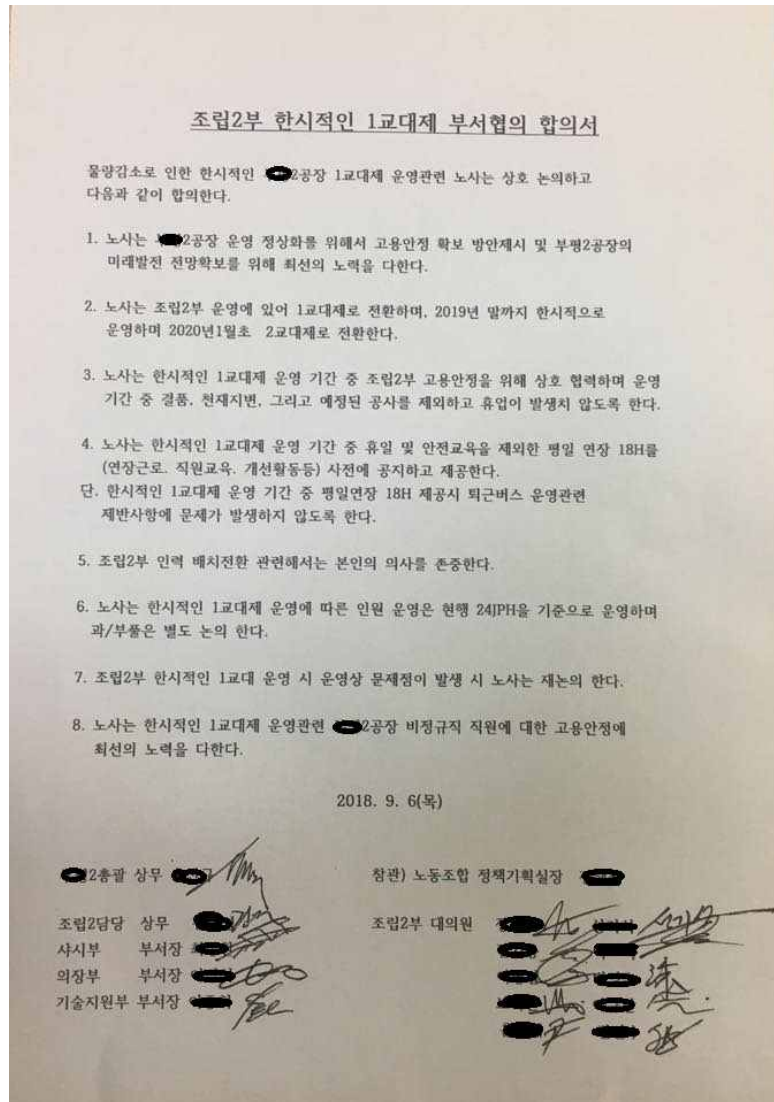 조립2부 한시적인 1교대제 부서협의 합의서
물량감소로 인한 한시적인 2공장 1교대제 운영관련 노사는 상호 논의하고
다음과 같이 합의한다.
1. 노사는 2공장 운영 정상화를 위해서 고용안정 확보 방안제시 및 부평2공장의
미래발전 전망확보를 위해 최선의 노력을 다한다.
2. 노사는 조립2부 운영에 있어 1교대제로 전환하며, 2019년 말까지 한시적으로
운영하며 2020년1월초 2교대제로 전환한다.
3. 노사는 한시적인 1교대제 운영 기간 중 조립2부 고용안정을 위해 상호 협력하며 운영
기간 중 결품, 천재지변, 그리고 예정된 공사를 제외하고 휴업이 발생치 않도록 한다.
4. 노사는 한시적인 1교대제 운영 기간 중 휴일 및 안전교육을 제외한 평일 연장 18H를
(연장근로. 직원교육. 개선활동등) 사전에 공지하고 제공한다.
단. 한시적인 1교대제 운영 기간 중 평일연장 18H 제공시 퇴근버스 운영관련
제반사항에 문제가 발생하지 않도록 한다.
5. 조립2부 인력 배치전환 관련해서는 본인의 의사를 존중한다.
6. 노사는 한시적인 1교대제 운영에 따른 인원 운영은 현행 24JPH을 기준으로 운영하며
과/부품은 별도 논의 한다.
7. 조립2부 한시적인 1교대 운영 시 운영상 문제점이 발생 시 노사는 재논의 한다.
8. 노사는 한시적인 1교대제 운영관련 2공장 비정규직 직원에 대한 고용안정에
최선의 노력을 다한다.
2018. 9. 6(목)
2총괄 상무
참관) 노동조합 정책기획실장
조립2담당 상무
조립2부 대의원
샤시부 부서장
의장부 부서장
기술지원부 부서장